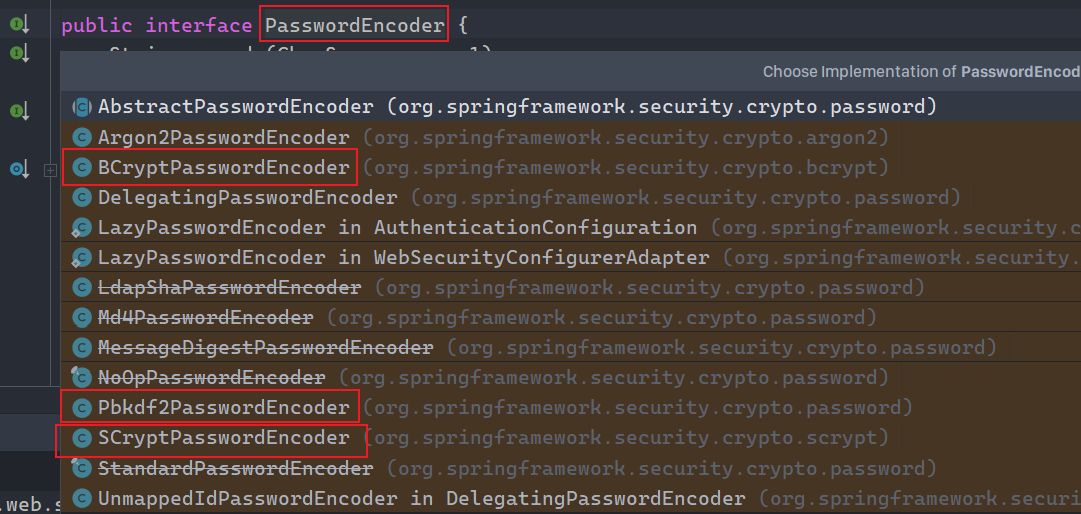 public interface PasswordEncoder {
Choose Implementation of PasswordEncod
AbstractPasswordEncoder (org.springframework.security.crypto.password)
Argon2PasswordEncoder (org.springframework.security.crypto.argon2)
BCryptPasswordEncoder (org.springframework.security.crypto.bcrypt)
DelegatingPasswordEncoder (org.springframework.security.crypto.password)
LazyPasswordEncoder in AuthenticationConfiguration (org.springframework.security.c
LazyPasswordEncoder in WebSecurityConfigurerAdapter (org.springframework.security.
LdapShaPasswordEncoder (org.springframework.security.crypto.password)
Md4PasswordEncoder (org.springframework.security.crypto.password)
MessageDigestPasswordEncoder (org.springframework.security.crypto.password)
NoOpPasswordEncoder (org.springframework.security.crypto.password)
Pbkdf2PasswordEncoder (org.springframework.security.crypto.password)
SCryptPasswordEncoder (org.springframework.security.crypto.scrypt)
StandardPasswordEncoder (org.springframework.security.crypto.password)
UnmappedIdPasswordEncoder in DelegatingPasswordEncoder (org.springframework.security.
.web.s